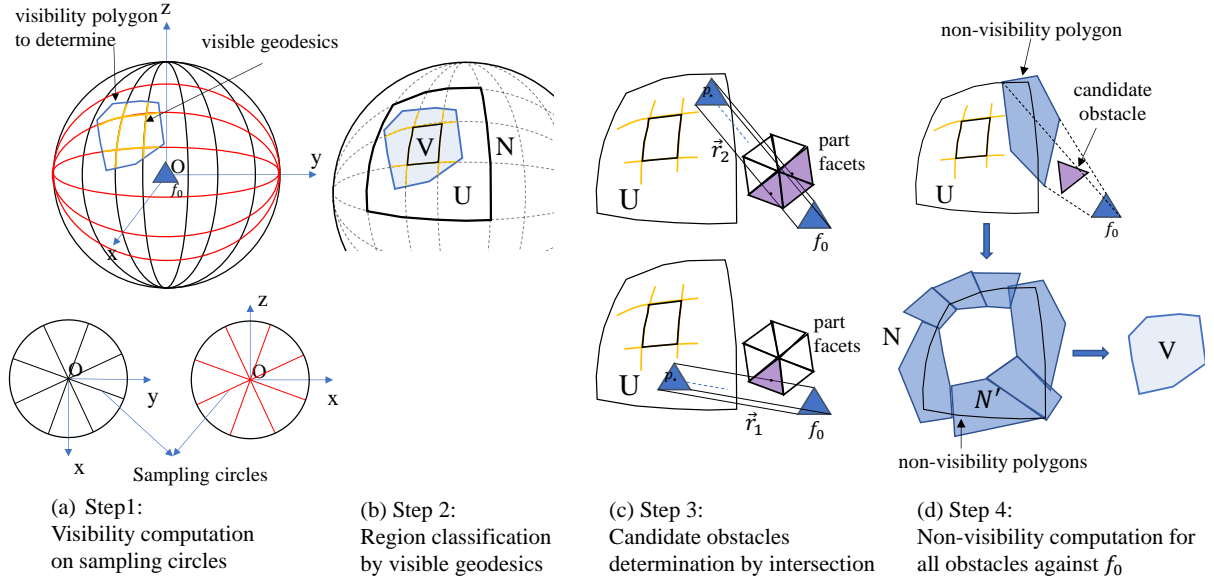 visibility polygon
to determine
z
visible geodesics
O
f₀
y
x
O
y
x
z
O
x
Sampling circles
(a) Step1:
Visibility computation
on sampling circles
V
N
U
(b) Step 2:
Region classification
by visible geodesics
p.
r⃗₂
part
facets
U
f₀
part
facets
U
p.
r⃗₁
f₀
(c) Step 3:
Candidate obstacles
determination by intersection
non-visibility polygon
candidate
obstacle
U
f₀
N
N′
V
non-visibility polygons
(d) Step 4:
Non-visibility computation for
all obstacles against f₀